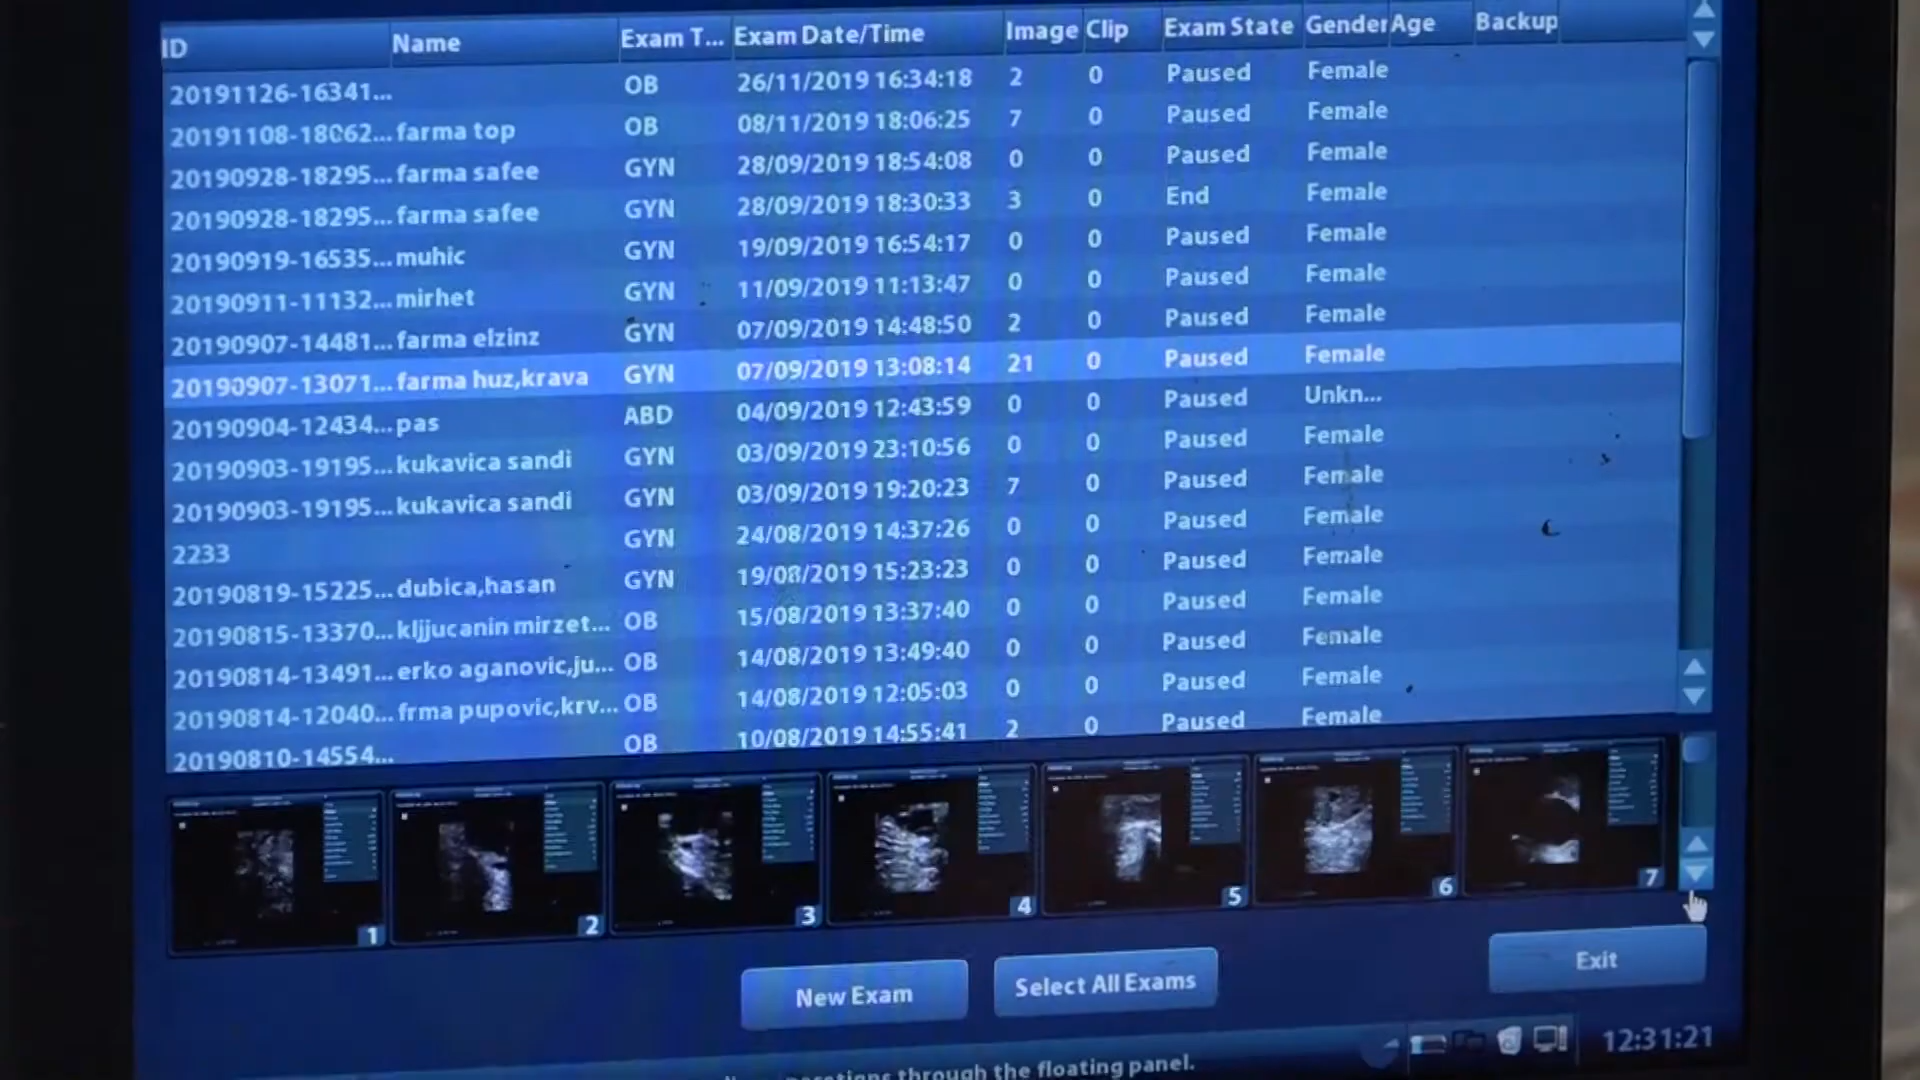 ID Name Exam T... Exam Date/Time Image Clip Exam State Gender Age Backup
20191126-16341... OB 26/11/2019 16:34:18 2 0 Paused Female
20191108-18062... farma top OB 08/11/2019 18:06:25 7 0 Paused Female
20190928-18295... farma safee GYN 28/09/2019 18:54:08 0 0 Paused Female
20190928-18295... farma safee GYN 28/09/2019 18:30:33 3 0 End Female
20190919-16535... muhic GYN 19/09/2019 16:54:17 0 0 Paused Female
20190911-11132... mirhet GYN 11/09/2019 11:13:47 0 0 Paused Female
20190907-14481... farma elzinz GYN 07/09/2019 14:48:50 2 0 Paused Female
20190907-13071... farma huz,krava GYN 07/09/2019 13:08:14 21 0 Paused Female
20190904-12434... pas ABD 04/09/2019 12:43:59 0 0 Paused Unkn...
20190903-19195... kukavica sandi GYN 03/09/2019 23:10:56 0 0 Paused Female
20190903-19195... kukavica sandi GYN 03/09/2019 19:20:23 7 0 Paused Female
2233 GYN 24/08/2019 14:37:26 0 0 Paused Female
20190819-15225... dubica,hasan GYN 19/08/2019 15:23:23 0 0 Paused Female
20190815-13370... kljjucanin mirzet... OB 15/08/2019 13:37:40 0 0 Paused Female
20190814-13491... erko aganovic,ju... OB 14/08/2019 13:49:40 0 0 Paused Female
20190814-12040... frma pupovic,krv... OB 14/08/2019 12:05:03 0 0 Paused Female
20190810-14554... OB 10/08/2019 14:55:41 2 0 Paused Female
1 2 3 4 5 6 7
New Exam Select All Exams Exit
through the floating panel. 12:31:21